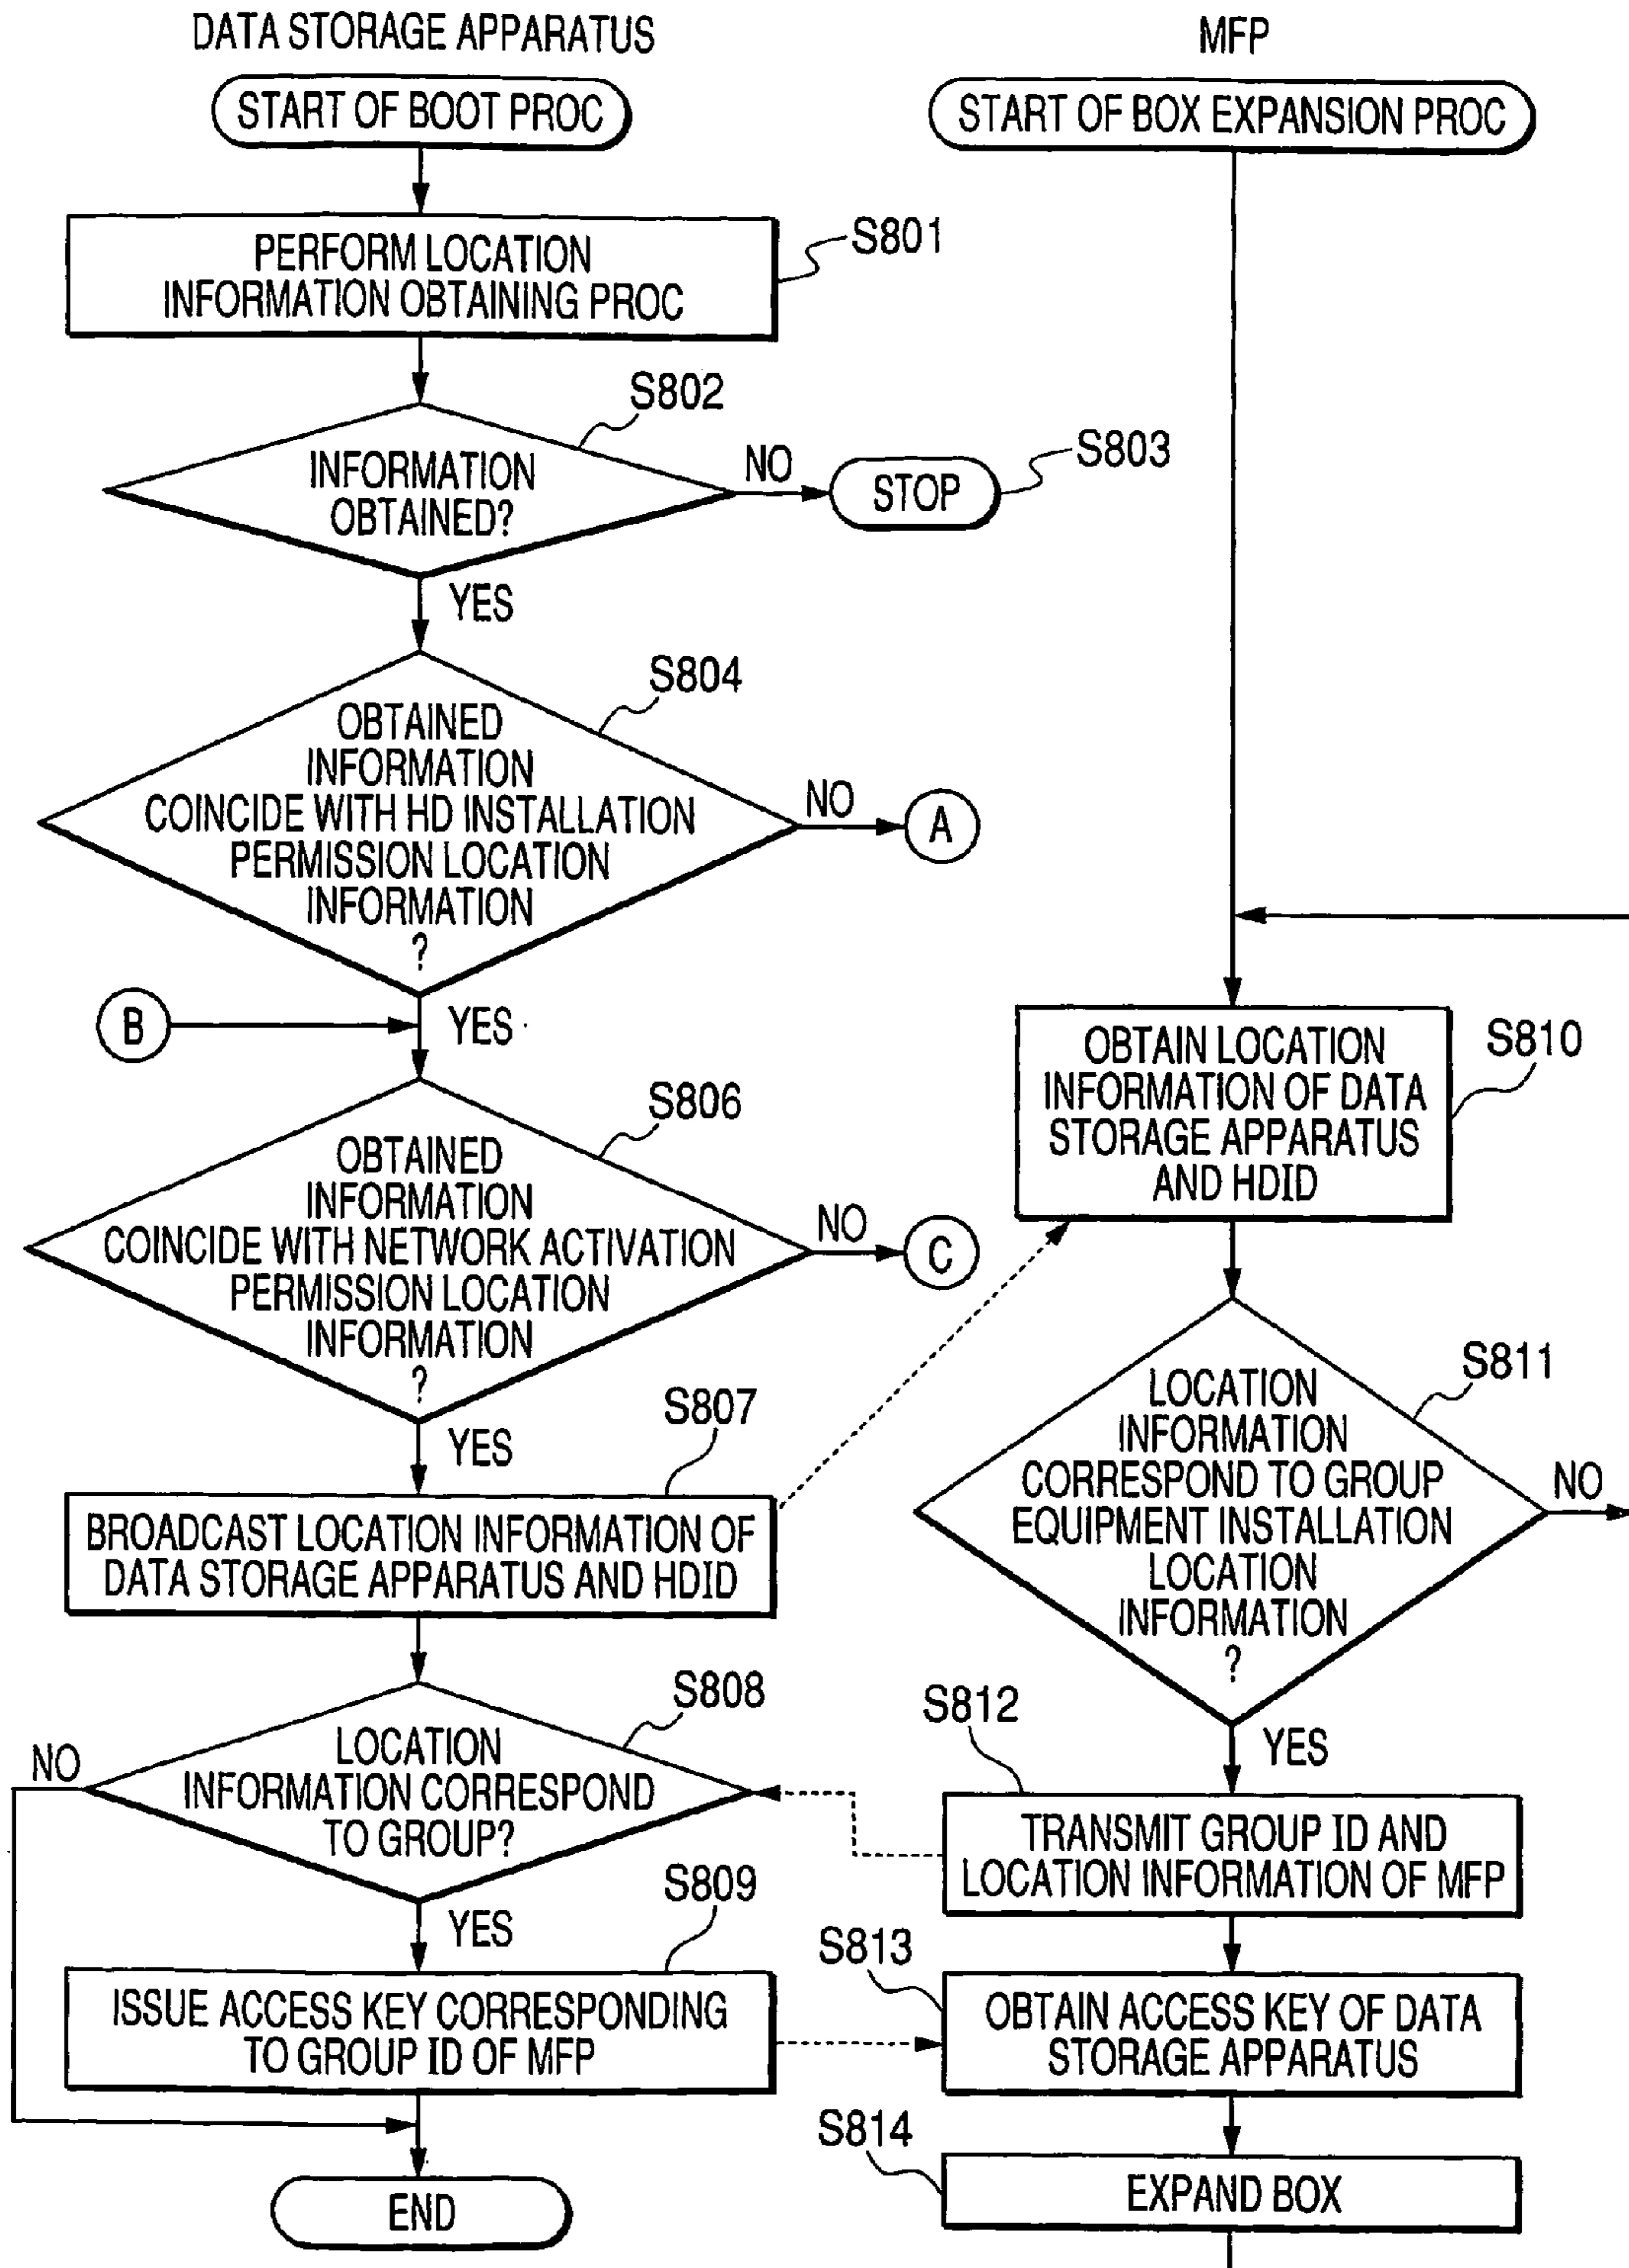 DATA STORAGE APPARATUS
START OF BOOT PROC
PERFORM LOCATION
INFORMATION OBTAINING PROC
S801
S802
INFORMATION
OBTAINED?
NO
STOP
S803
YES
S804
OBTAINED
INFORMATION
COINCIDE WITH HD INSTALLATION
PERMISSION LOCATION
INFORMATION
?
NO
A
B
YES
S806
OBTAINED
INFORMATION
COINCIDE WITH NETWORK ACTIVATION
PERMISSION LOCATION
INFORMATION
?
NO
C
YES
S807
BROADCAST LOCATION INFORMATION OF
DATA STORAGE APPARATUS AND HDID
S808
NO
LOCATION
INFORMATION CORRESPOND
TO GROUP?
YES
S809
ISSUE ACCESS KEY CORRESPONDING
TO GROUP ID OF MFP
END
MFP
START OF BOX EXPANSION PROC
OBTAIN LOCATION
INFORMATION OF DATA
STORAGE APPARATUS
AND HDID
S810
S811
LOCATION
INFORMATION
CORRESPOND TO GROUP
EQUIPMENT INSTALLATION
LOCATION
INFORMATION
?
NO
YES
S812
TRANSMIT GROUP ID AND
LOCATION INFORMATION OF MFP
S813
OBTAIN ACCESS KEY OF DATA
STORAGE APPARATUS
S814
EXPAND BOX